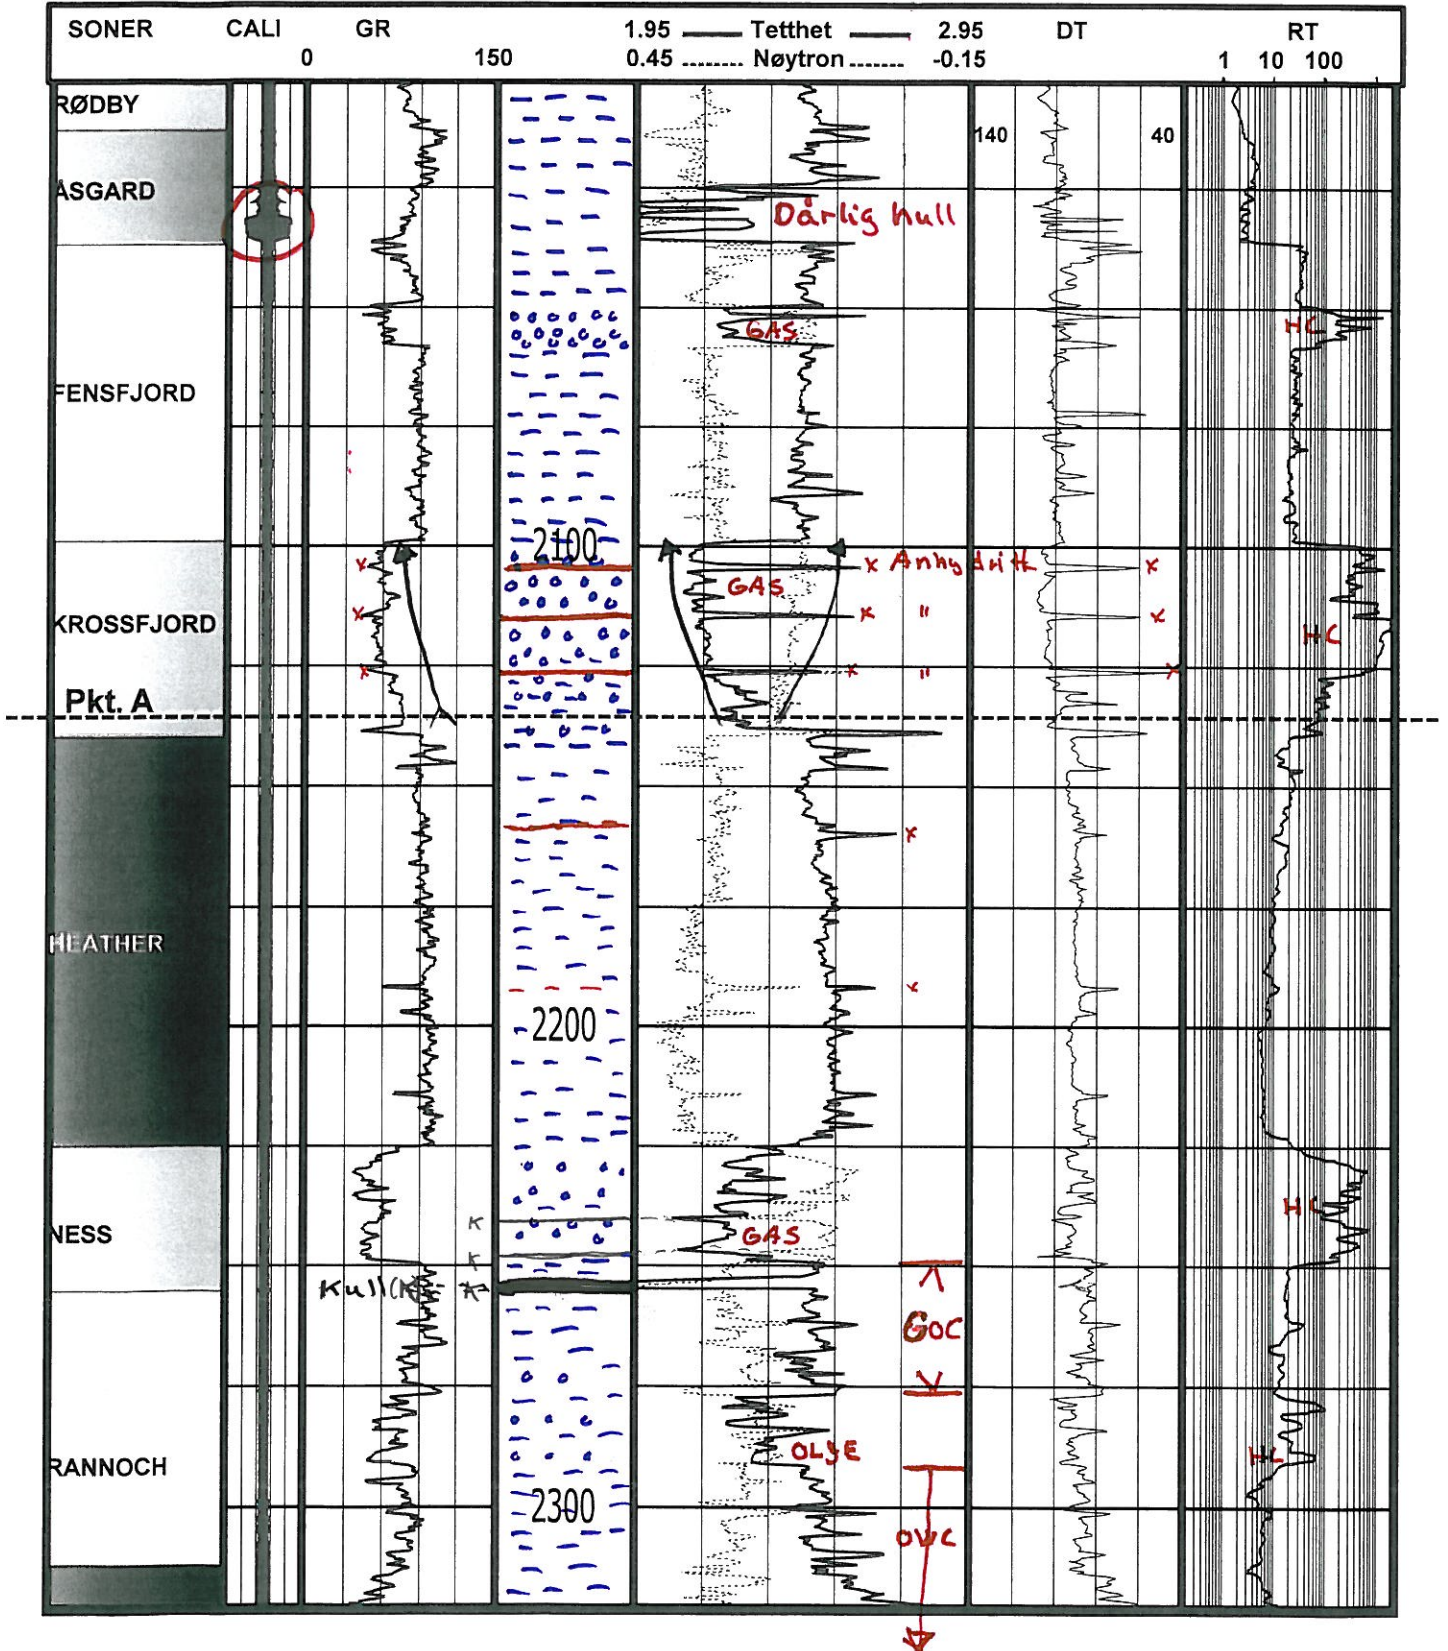 SONER CALI GR 1.95 Tetthet 2.95 DT RT
0 150 0.45 ........ Nøytron ....... -0.15 1 10 100
RØDBY
140 40
ÅSGARD
Dårlig hull
GAS HC
FENSFJORD
2100
x x Anhydritt x
GAS
x x " x
KROSSFJORD
HC
x x " x
Pkt. A
x
HEATHER
x
2200
HC
K
NESS GAS
K
Kull(K) K
GOC
OLJE
RANNOCH HC
2300
OWC